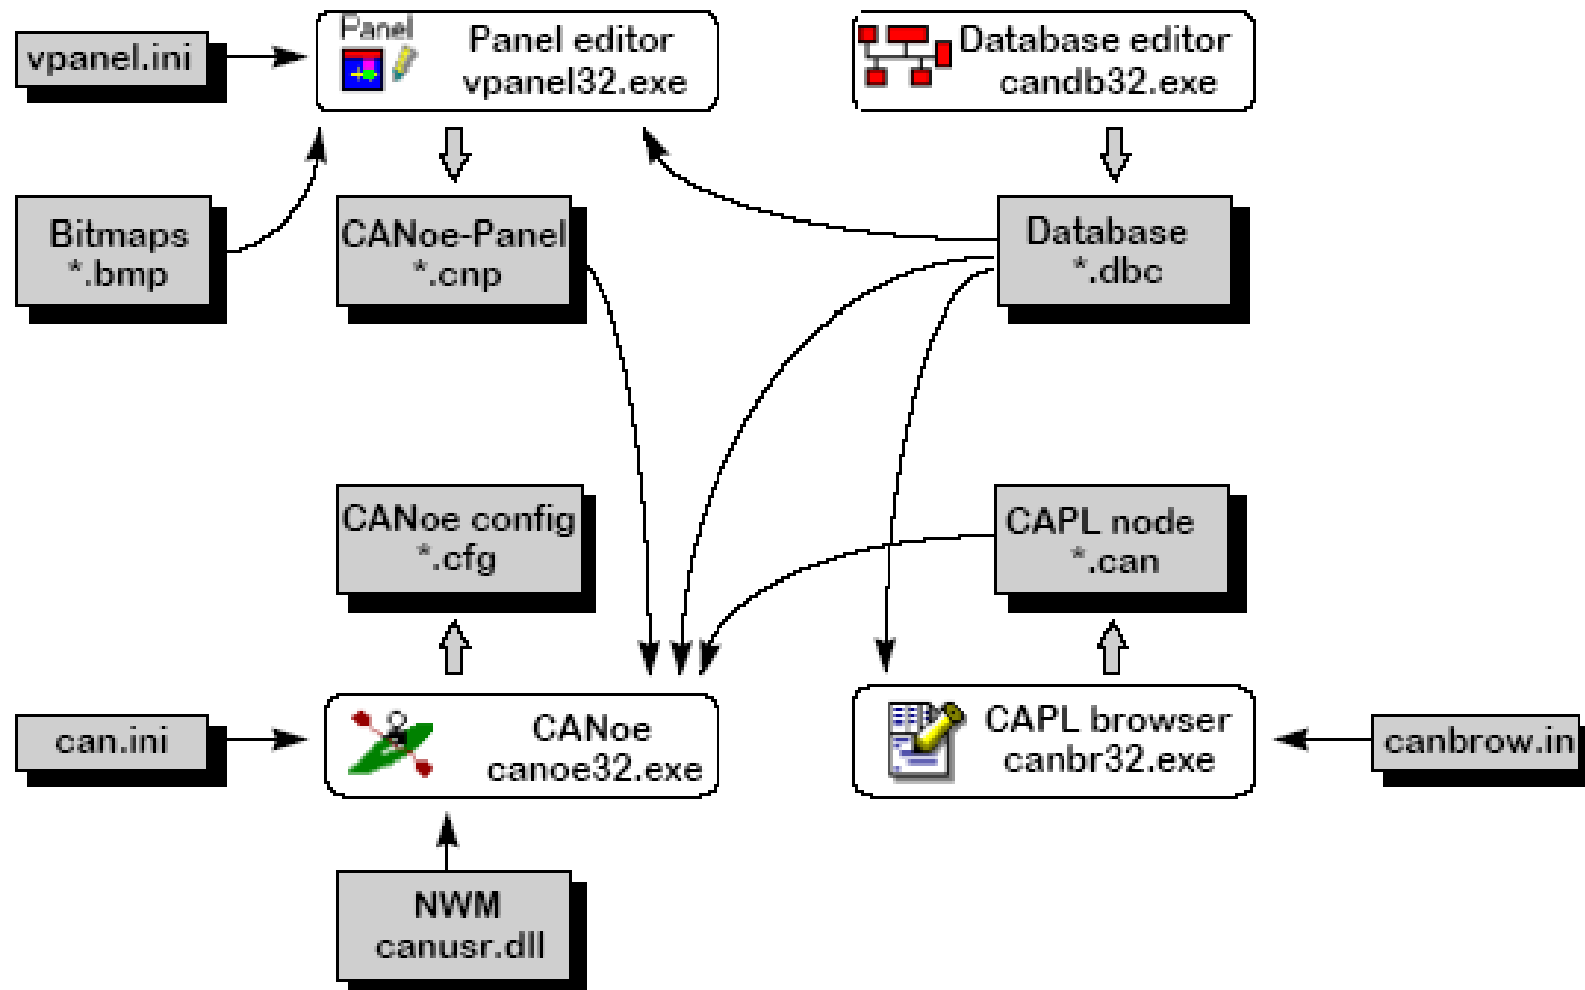 vpanel.ini
Panel
Panel editor
vpanel32.exe
Database editor
candb32.exe
Bitmaps
*.bmp
CANoe-Panel
*.cnp
Database
*.dbc
CANoe config
*.cfg
CAPL node
*.can
can.ini
CANoe
canoe32.exe
CAPL browser
canbr32.exe
canbrow.in
NWM
canusr.dll